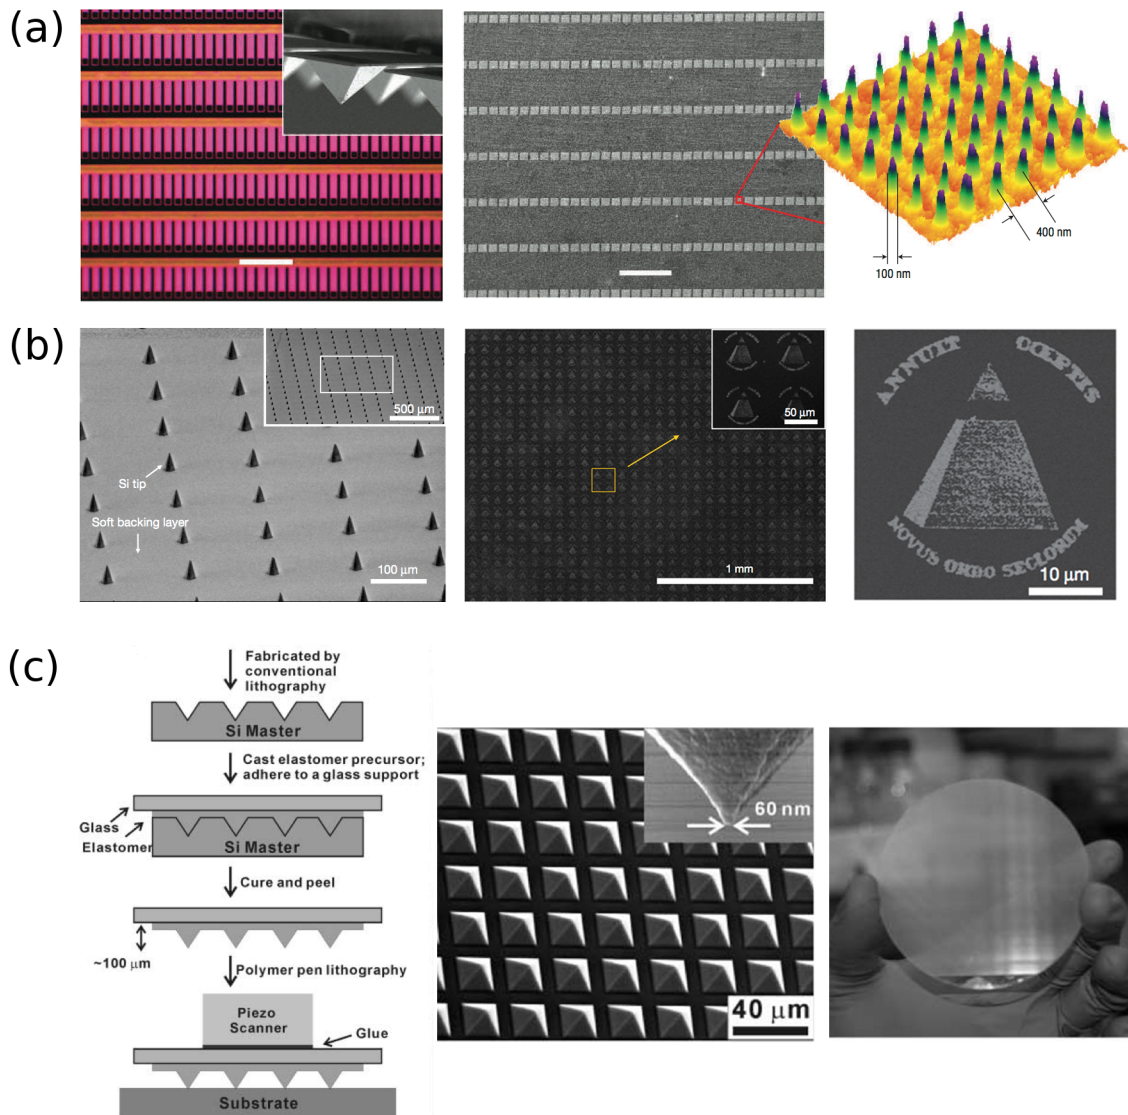 (a)
400 nm
100 nm
(b)
500 μm
Si tip
Soft backing layer
100 μm
50 μm
1 mm
ANNUIT
OCEPTIS
NOVUS ORDO SECLORUM
10 μm
(c)
Fabricated by
conventional
lithography
Si Master
Cast elastomer precursor;
adhere to a glass support
Glass
Elastomer
Si Master
Cure and peel
~100 μm
Polymer pen lithography
Piezo
Scanner
Glue
Substrate
60 nm
40 μm